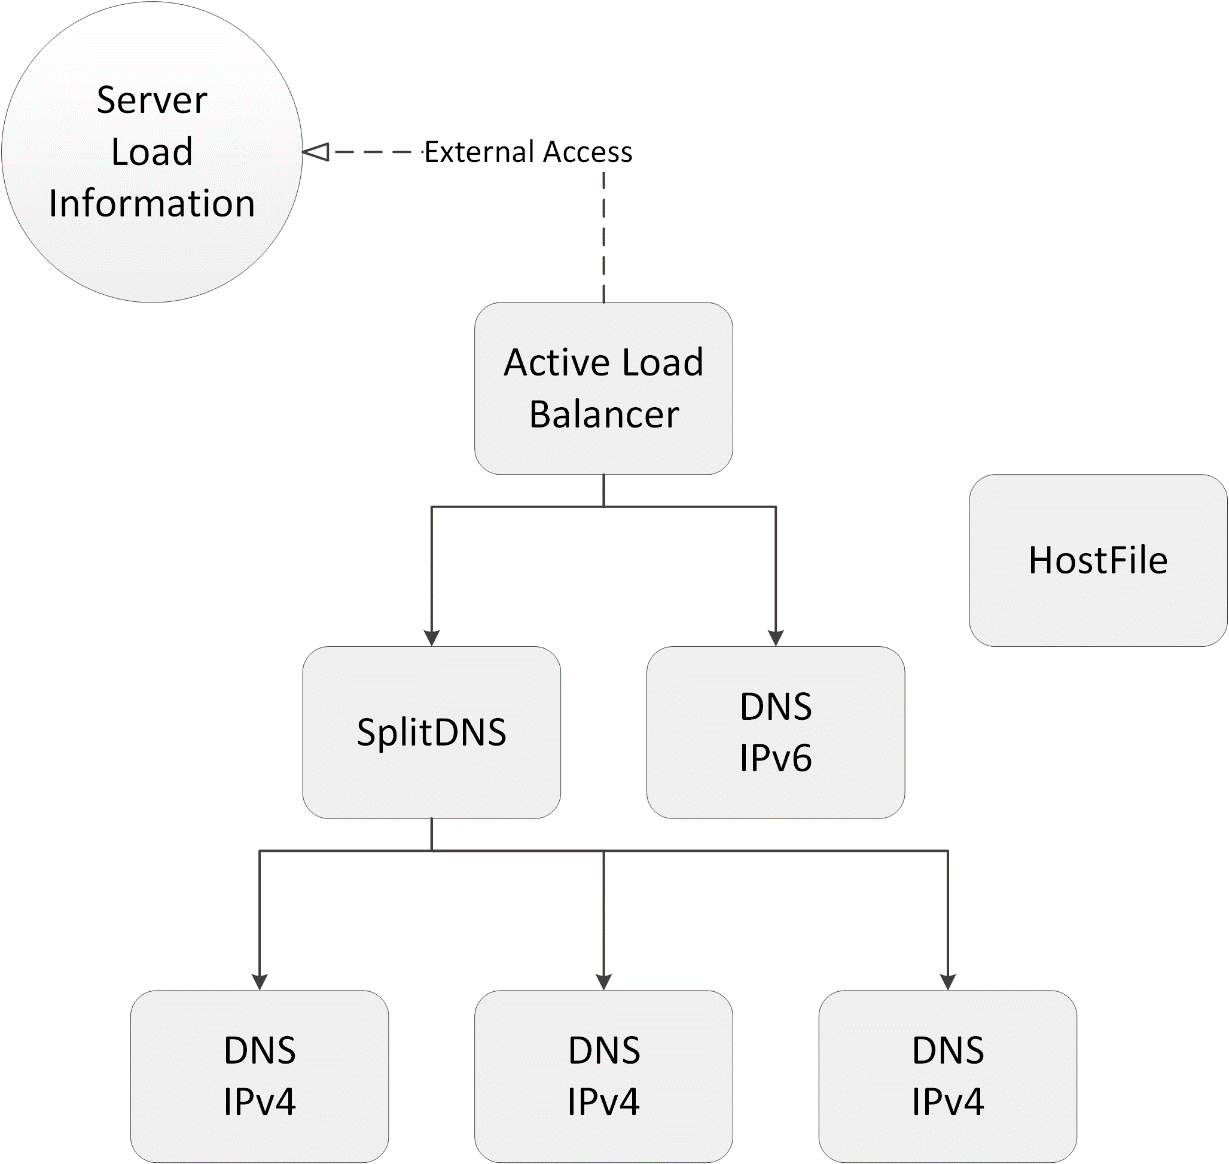 Server
Load
Information
External Access
Active Load
Balancer
HostFile
SplitDNS
DNS
IPv6
DNS
IPv4
DNS
IPv4
DNS
IPv4